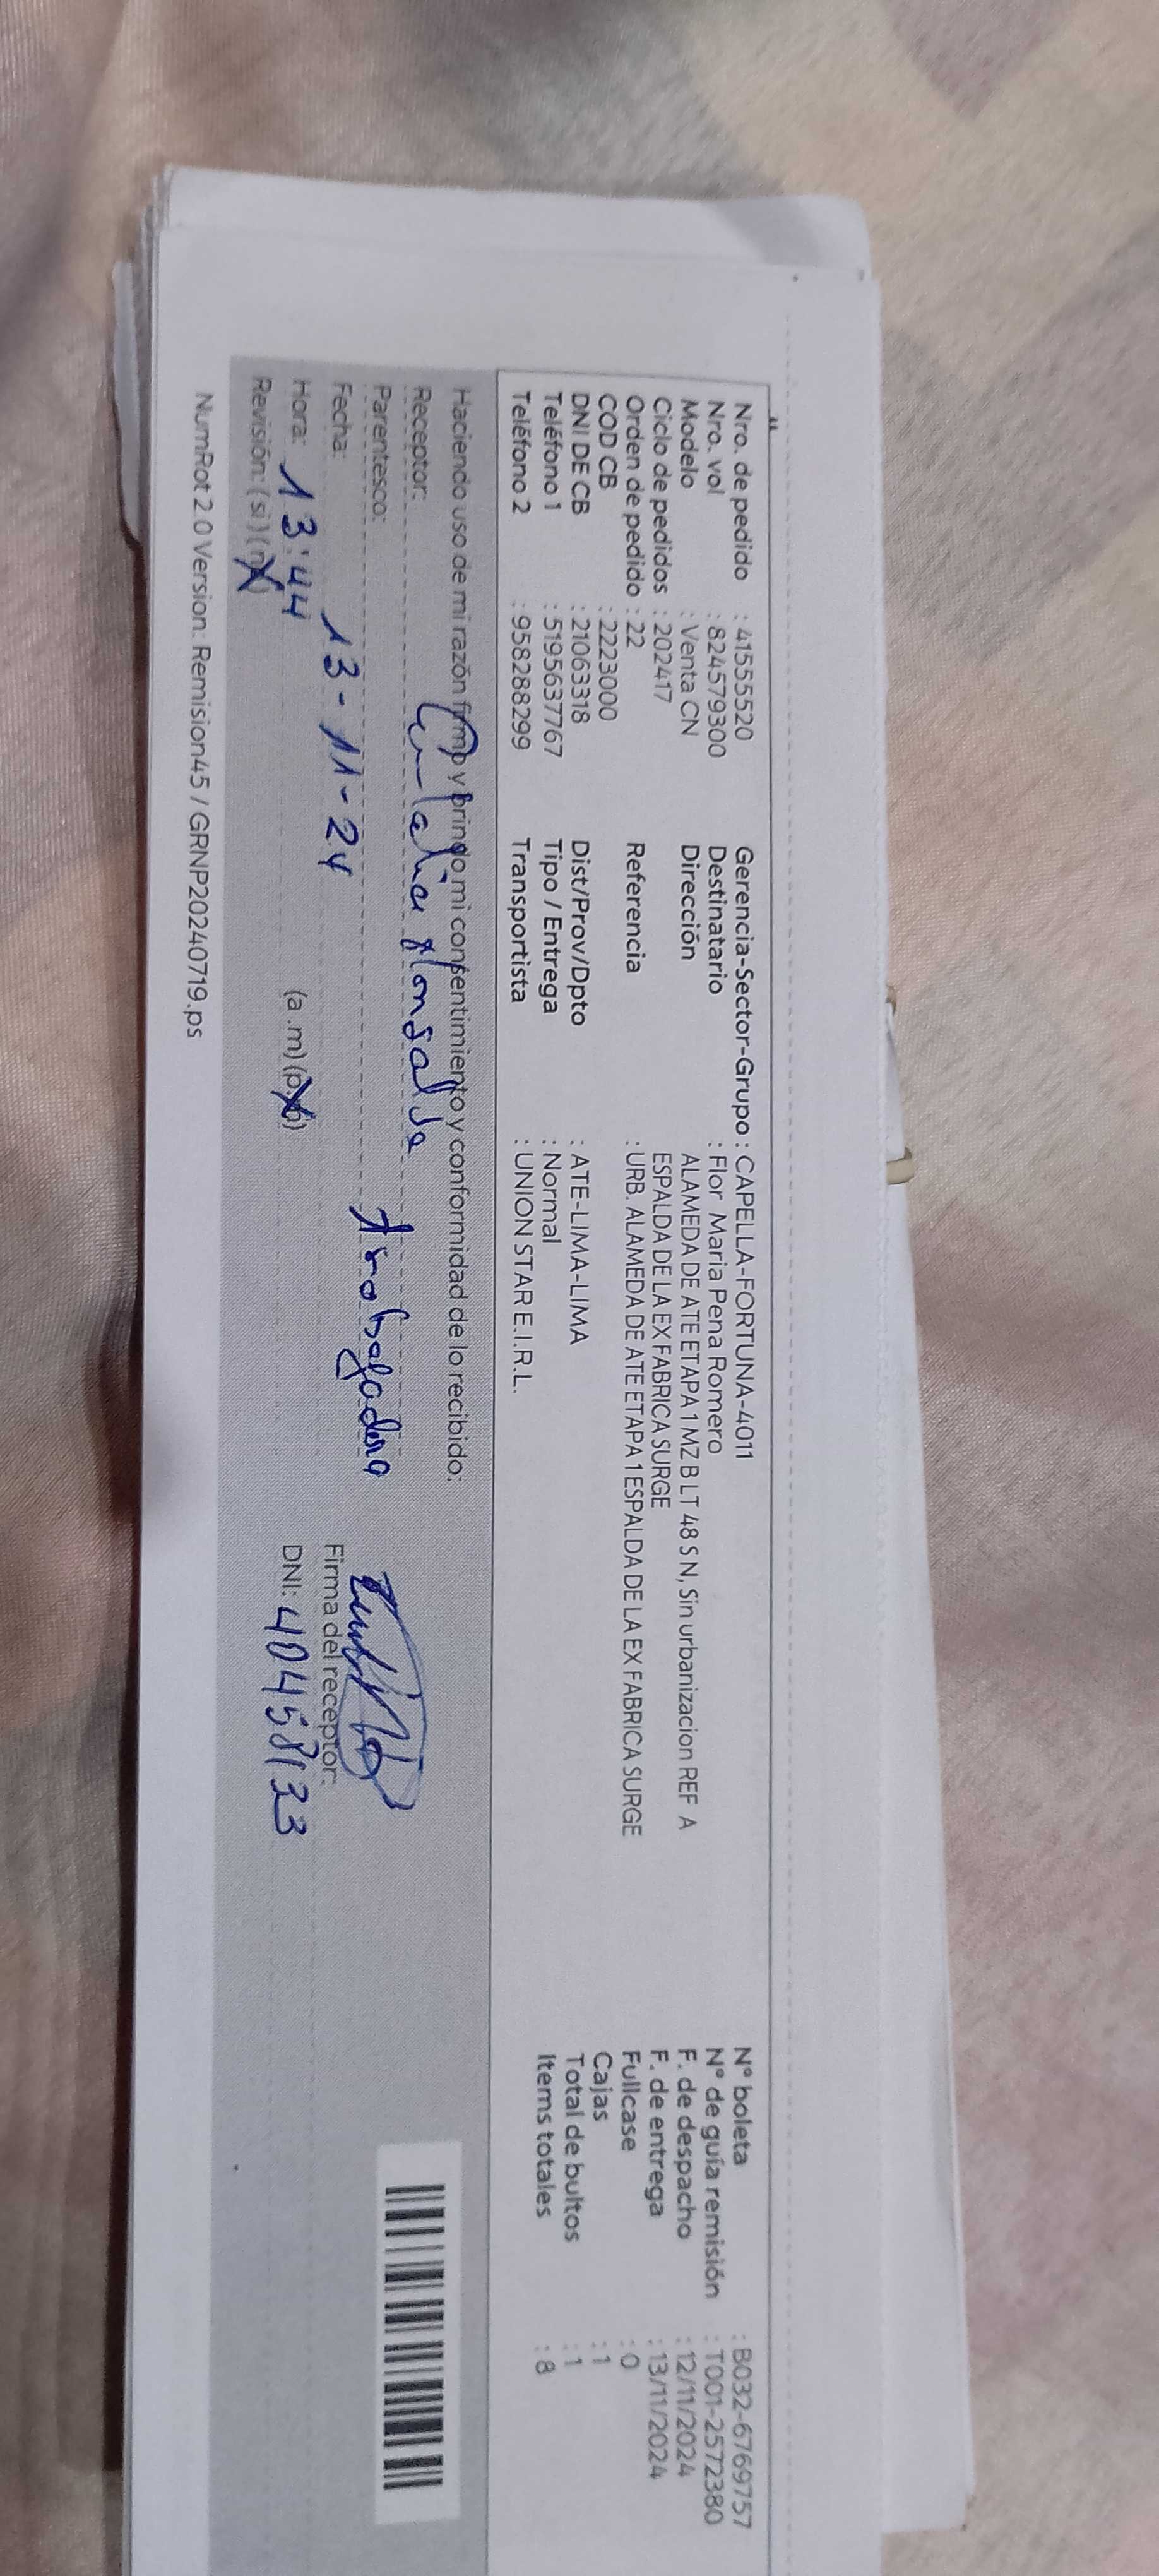 Nro. de pedido : 41555520 Gerencia-Sector-Grupo : CAPELLA-FORTUNA-4011 N° boleta : B032-6769757
Nro. vol : 824579300 Destinatario : Flor Maria Pena Romero N° de guía remisión : T001-2572380
Modelo : Venta CN Dirección ALAMEDA DE ATE ETAPA 1 MZ B LT 48 S N, Sin urbanizacion REF A F. de despacho : 12/11/2024
Ciclo de pedidos : 202417 ESPALDA DE LA EX FABRICA SURGE F. de entrega : 13/11/2024
Orden de pedido : 22 Referencia : URB. ALAMEDA DE ATE ETAPA 1 ESPALDA DE LA EX FABRICA SURGE Fullcase : 0
COD CB : 2223000 Cajas : 1
DNI DE CB : 21063318 Dist/Prov/Dpto : ATE-LIMA-LIMA Total de bultos : 1
Teléfono 1 : 5195637767 Tipo / Entrega : Normal Items totales : 8
Teléfono 2 : 958288299 Transportista : UNION STAR E.I.R.L.
Haciendo uso de mi razón firmo y bringo mi consentimiento y conformidad de lo recibido:
Receptor:
Parentesco: trabajadora
Fecha: 13-11-24 Firma del receptor:
Hora: 13:44 (a.m) (p.m) DNI: 40458133
Revisión: (si) (no)
NumRot 2.0 Version: Remision45 / GRNP20240719.ps